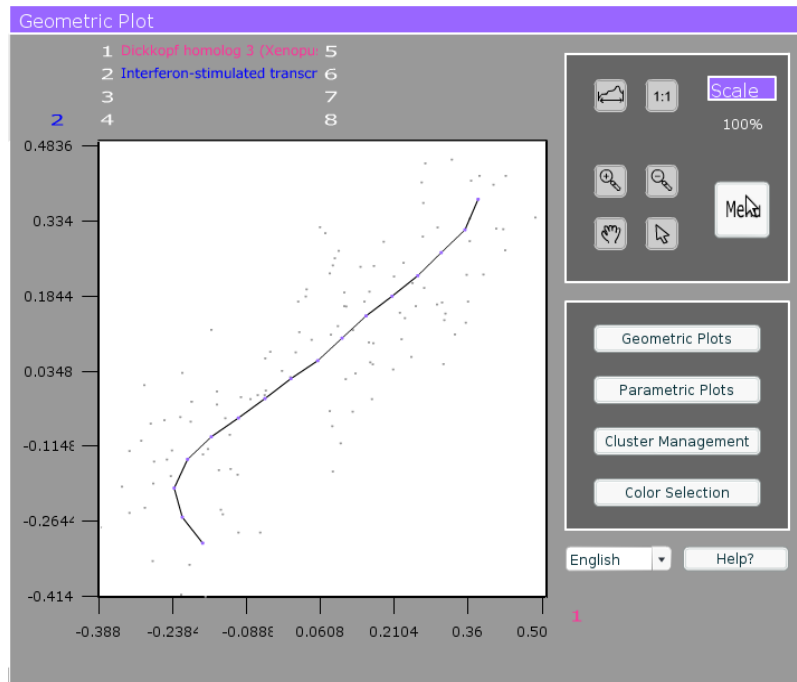 Geometric Plot
1 Dickkopf homolog 3 (Xenopu: 5
2 Interferon-stimulated transcr 6
3 7
4 8
2
0.4836
0.334
0.1844
0.0348
-0.1148
-0.2644
-0.414
-0.388 -0.2384 -0.0888 0.0608 0.2104 0.36 0.50
1
1:1
Scale
100%
Menu
Geometric Plots
Parametric Plots
Cluster Management
Color Selection
English
Help?